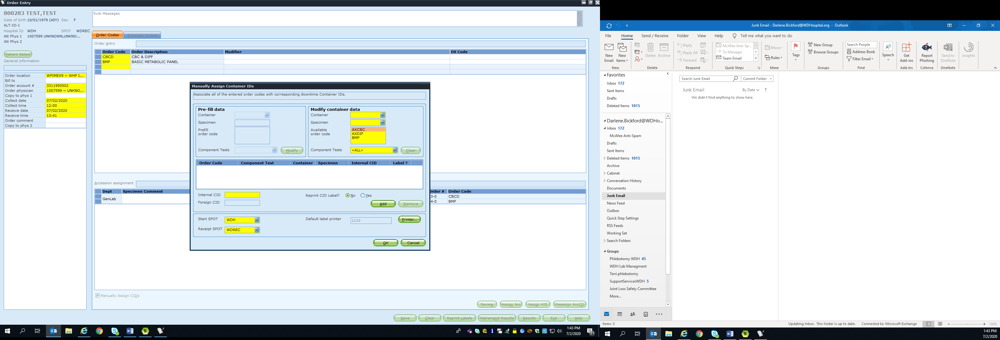 Order Entry
800283 TEST,TEST
Date of birth 10/01/1979 (40Y) Sex F
ALT-ID-1
Hospital ID WDH SPOT WDREC
Att Phys 1 1007599 UNKNOWN,UNKNO...
Att Phys 2
Patient Select
General information
Order location WPIMEX9 ~ WHP I...
Bill to
Order account # 3311950502
Order physician 1007599 ~ UNKNO...
Copy to phys 1
Collect date 07/02/2020
Collect time 12:00
Receive date 07/02/2020
Receive time 13:41
Order comment
Copy to phys 2
Rule Messages
Order Codes Schedule Orders
Order entry
Order Code Order Description Modifier DX Code
CBCD CBC & DIFF
BMP BASIC METABOLIC PANEL
Manually Assign Container IDs
Associate all of the entered order codes with corresponding downtime Container IDs.
Pre-fill data
Container
Specimen
Prefill
order code
Component Tests Modify
Modify container data
Container
Specimen
Available
order code
AXCBC
AXDIF
BMP
Component Tests <ALL> Clear
Order Code Component Test Container Specimen Internal CID Label ?
Internal CID Reprint CID Label? No Yes
Foreign CID
Add Remove
Start SPOT WDH Default label printer 1110 Printer...
Receipt SPOT WDREC
OK Cancel
Accession assignment
Dept Specimen Comment Order # Order Code
GenLab 3-0 CBCD
4-0 BMP
Manually Assign CIDs
Review Assign Acc Assign HIS Reassign Acc(2)
Save Clear Reprint Labels Retransmit Results Results Exit Help
1:43 PM
7/2/2020
21
Junk Email - Darlene.Bickford@WDHospital.org - Outlook
File Home Send / Receive Folder View Help Tell me what you want to do
New
Email
New
Items
New
Delete Archive
Delete
Reply
Reply All
Forward
Respond
McAfee Anti-Sp...
To Manager
Team Email
Quick Steps
Move
Rules
Move
Tags
New Group
Browse Groups
Groups
Search People
Address Book
Filter Email
Find
Speech
Get
Add-ins
Add-ins
Report
Phishing
Cofense
Send to
OneNote
OneNote
Insights
Favorites
Inbox 172
Sent Items
Drafts
Deleted Items 1015
Darlene.Bickford@WDHo...
Inbox 172
McAfee Anti-Spam
Drafts
Sent Items
Deleted Items 1015
Archive
Cabinet
Conversation History
Documents
Junk Email
News Feed
Outbox
Quick Step Settings
RSS Feeds
Working Set
Search Folders
Groups
Phlebotomy WDH 45
WDH Lab Managment
Terri.phlebotomy
SupportServicesWDH 5
Joint Loss Safety Committee
More...
Search Junk Email Current Folder
Junk Email By Date
We didn't find anything to show here.
Items: 0 Updating Inbox. This folder is up to date. Connected to: Microsoft Exchange 100%
1:43 PM
7/2/2020